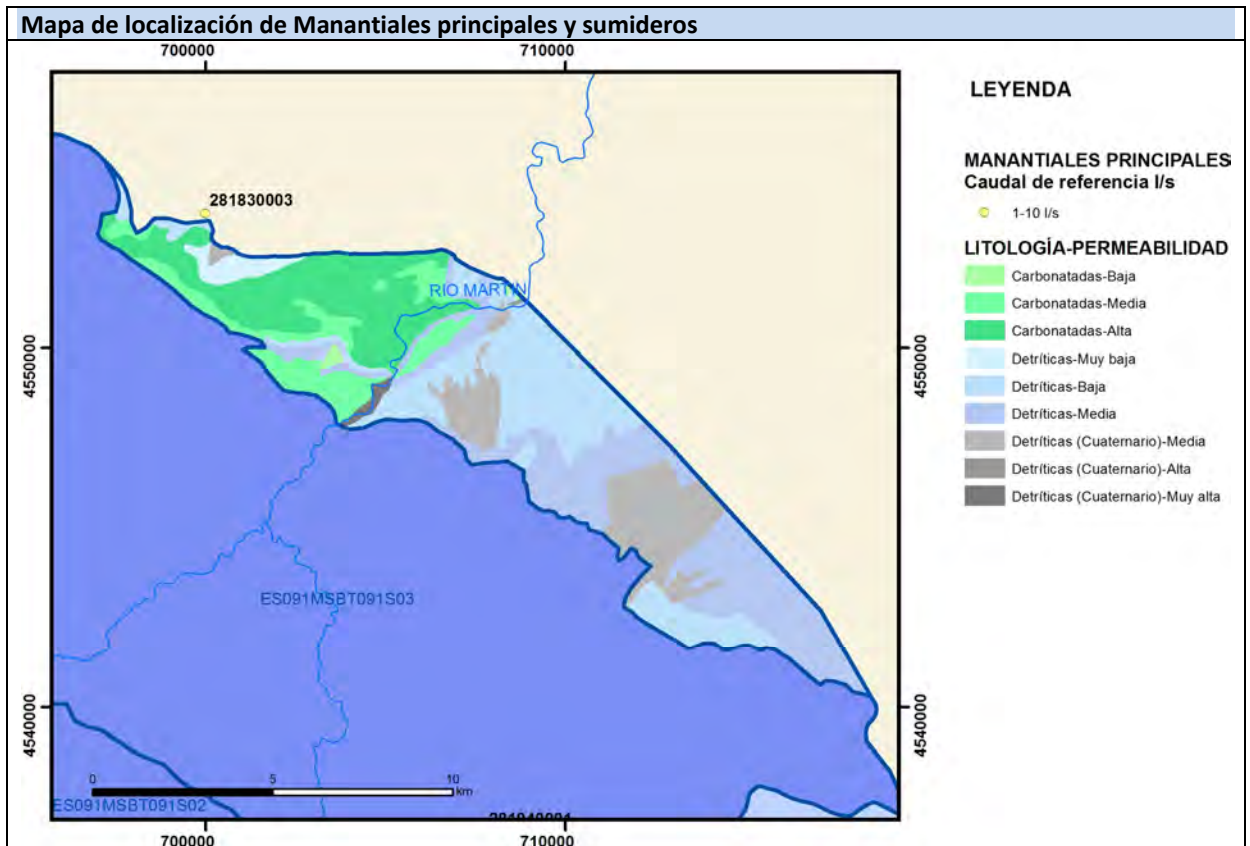 Mapa de localización de Manantiales principales y sumideros
700000
710000
LEYENDA
MANANTIALES PRINCIPALES
Caudal de referencia l/s
1-10 l/s
LITOLOGÍA-PERMEABILIDAD
Carbonatadas-Baja
Carbonatadas-Media
Carbonatadas-Alta
Detríticas-Muy baja
Detríticas-Baja
Detríticas-Media
Detríticas (Cuaternario)-Media
Detríticas (Cuaternario)-Alta
Detríticas (Cuaternario)-Muy alta
281830003
RIO MARTIN
4550000
4550000
ES091MSBT091S03
4540000
4540000
0 5 10
km
ES091MSBT091S02
700000
710000